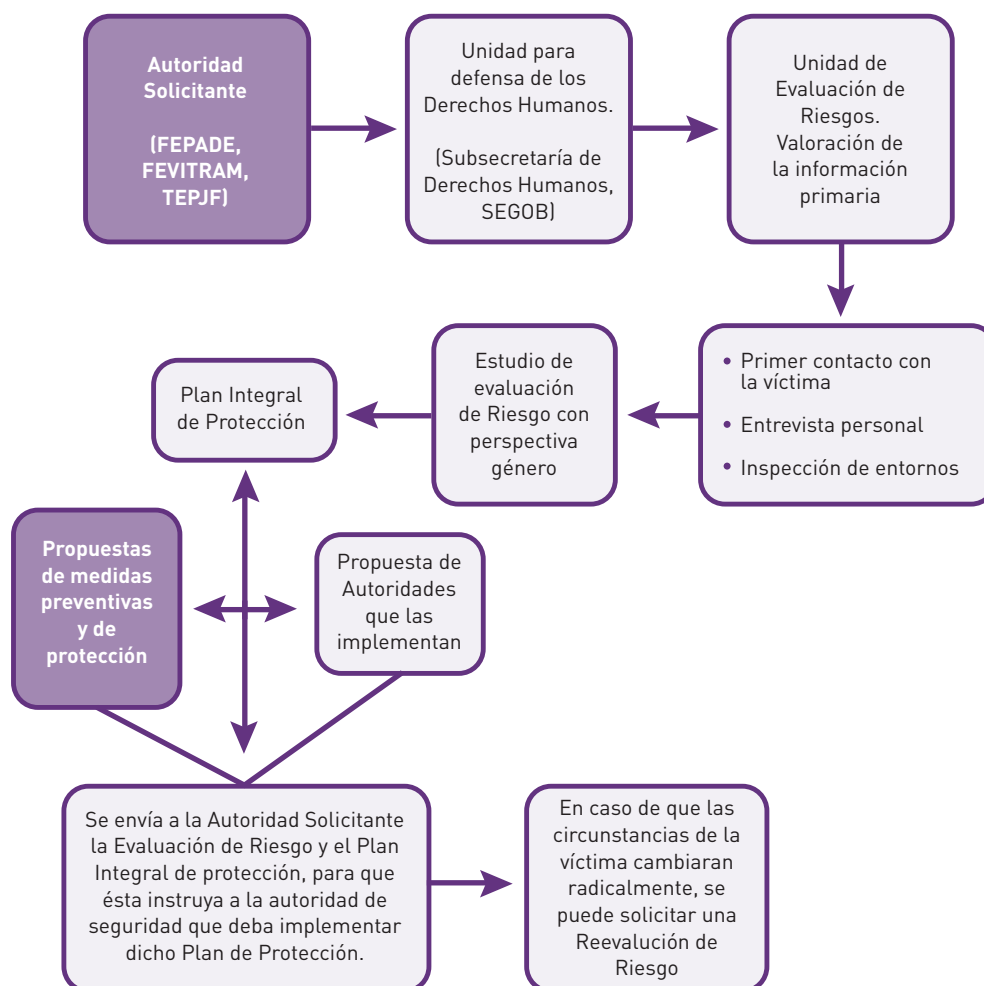 Autoridad
Solicitante
(FEPADE,
FEVITRAM,
TEPJF)
Unidad para
defensa de los
Derechos Humanos.
(Subsecretaría de
Derechos Humanos,
SEGOB)
Unidad de
Evaluación de
Riesgos.
Valoración de
la información
primaria
• Primer contacto con
la víctima
• Entrevista personal
• Inspección de entornos
Estudio de
evaluación
de Riesgo con
perspectiva
género
Plan Integral
de Protección
Propuestas
de medidas
preventivas
y de
protección
Propuesta de
Autoridades
que las
implementan
Se envía a la Autoridad Solicitante
la Evaluación de Riesgo y el Plan
Integral de protección, para que
ésta instruya a la autoridad de
seguridad que deba implementar
dicho Plan de Protección.
En caso de que las
circunstancias de la
víctima cambiaran
radicalmente, se
puede solicitar una
Reevalución de
Riesgo